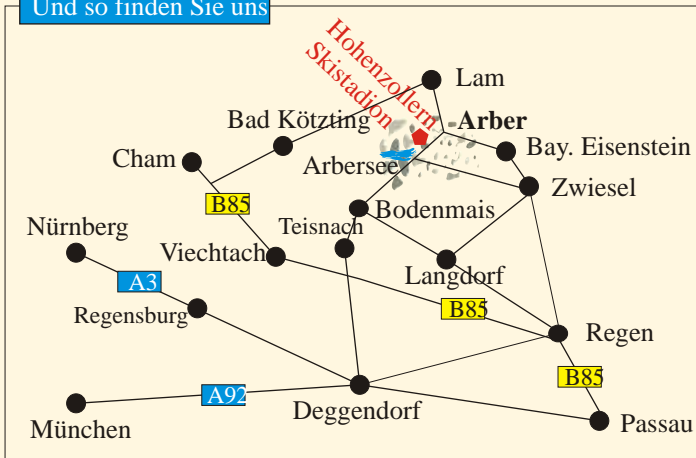 Und so finden Sie uns
Hohenzollern
Skistadion
Lam
Bad Kötzting
Arber
Cham
Arbersee
Bay. Eisenstein
Zwiesel
B85
Teisnach
Bodenmais
Nürnberg
Viechtach
Langdorf
A3
Regensburg
B85
Regen
B85
A92
Deggendorf
München
Passau